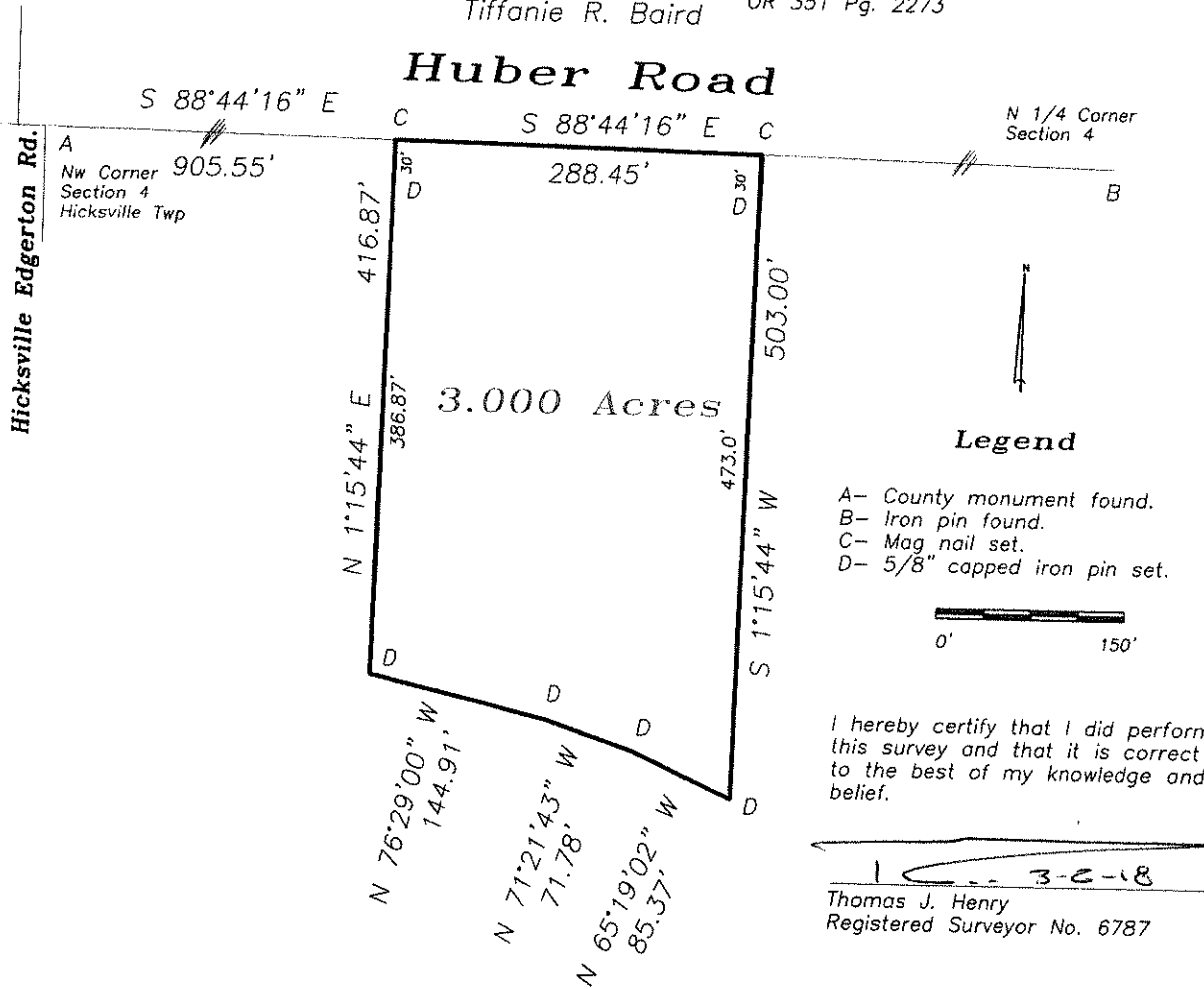 Tiffanie R. Baird
OR 351 Pg. 2273
Huber Road
S 88°44'16" E
C
S 88°44'16" E
C
N 1/4 Corner
Section 4
A
Nw Corner
Section 4
Hicksville Twp
905.55'
30'
D
288.45'
30'
D
B
Hicksville Edgerton Rd.
416.87'
503.00'
N
3.000 Acres
386.87'
N 1°15'44" E
473.0'
S 1°15'44" W
Legend
A– County monument found.
B– Iron pin found.
C– Mag nail set.
D– 5/8" capped iron pin set.
0'
150'
D
D
D
D
N 76°29'00" W
144.91'
N 71°21'43" W
71.78'
N 65°19'02" W
85.37'
I hereby certify that I did perform
this survey and that it is correct
to the best of my knowledge and
belief.
Thomas J. Henry
Registered Surveyor No. 6787